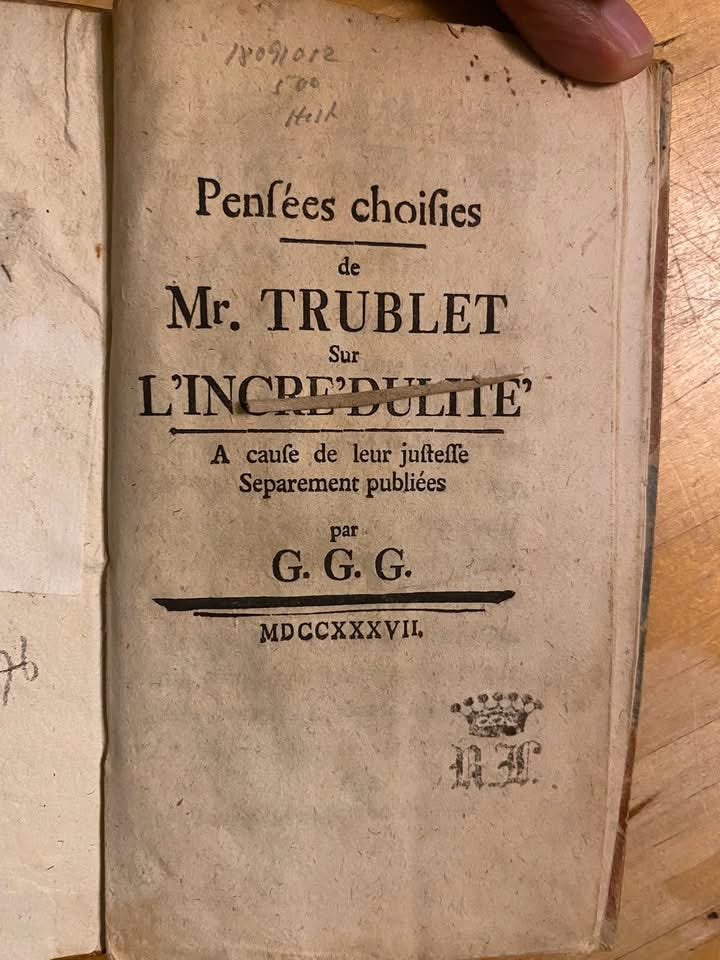 Penſées choiſies
de
Mr. TRUBLET
Sur
L'INCRE'DULITE'
A cauſe de leur juſteſſe
Separement publiées
par
G. G. G.
MDCCXXXVII.